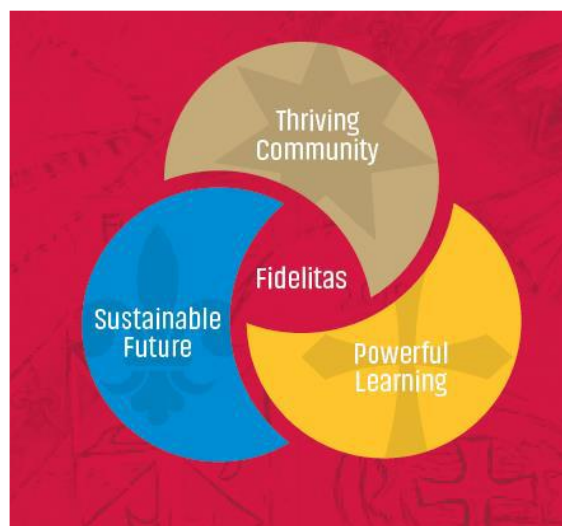 Thriving
Community
Fidelitas
Sustainable
Future
Powerful
Learning